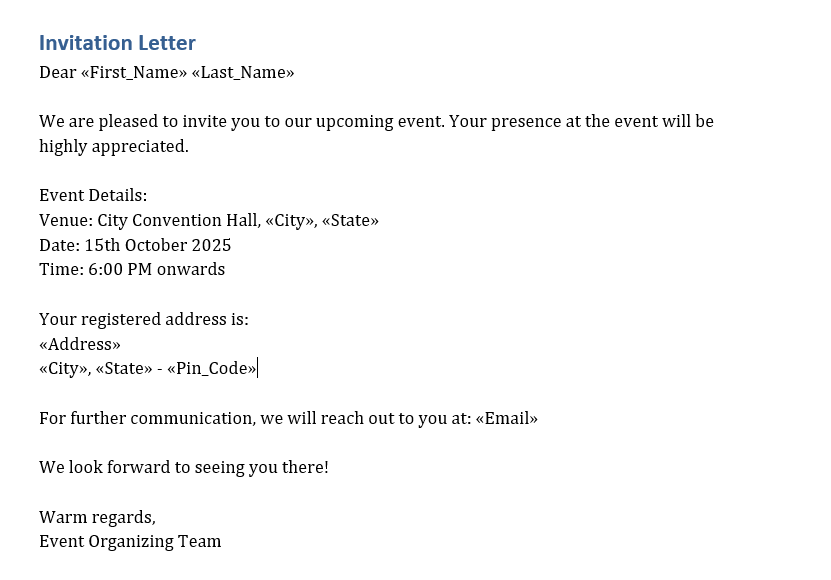 Invitation Letter
Dear «First_Name» «Last_Name»
We are pleased to invite you to our upcoming event. Your presence at the event will be
highly appreciated.
Event Details:
Venue: City Convention Hall, «City», «State»
Date: 15th October 2025
Time: 6:00 PM onwards
Your registered address is:
«Address»
«City», «State» - «Pin_Code»
For further communication, we will reach out to you at: «Email»
We look forward to seeing you there!
Warm regards,
Event Organizing Team